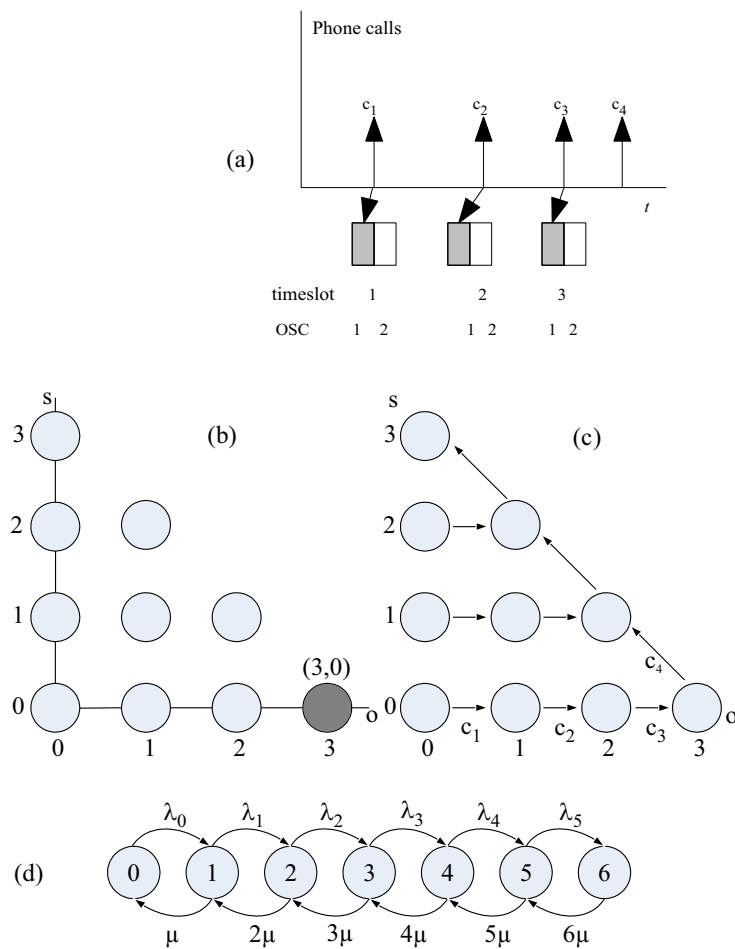 Phone calls
c1 c2 c3 c4
(a)
t
timeslot 1 2 3
OSC 1 2 1 2 1 2
s
(b)
3
2
1
(3,0)
0
o
0 1 2 3
s
(c)
3
2
1
c4
0
o
c1 c2 c3
0 1 2 3
λ0 λ1 λ2 λ3 λ4 λ5
(d) 0 1 2 3 4 5 6
μ 2μ 3μ 4μ 5μ 6μ